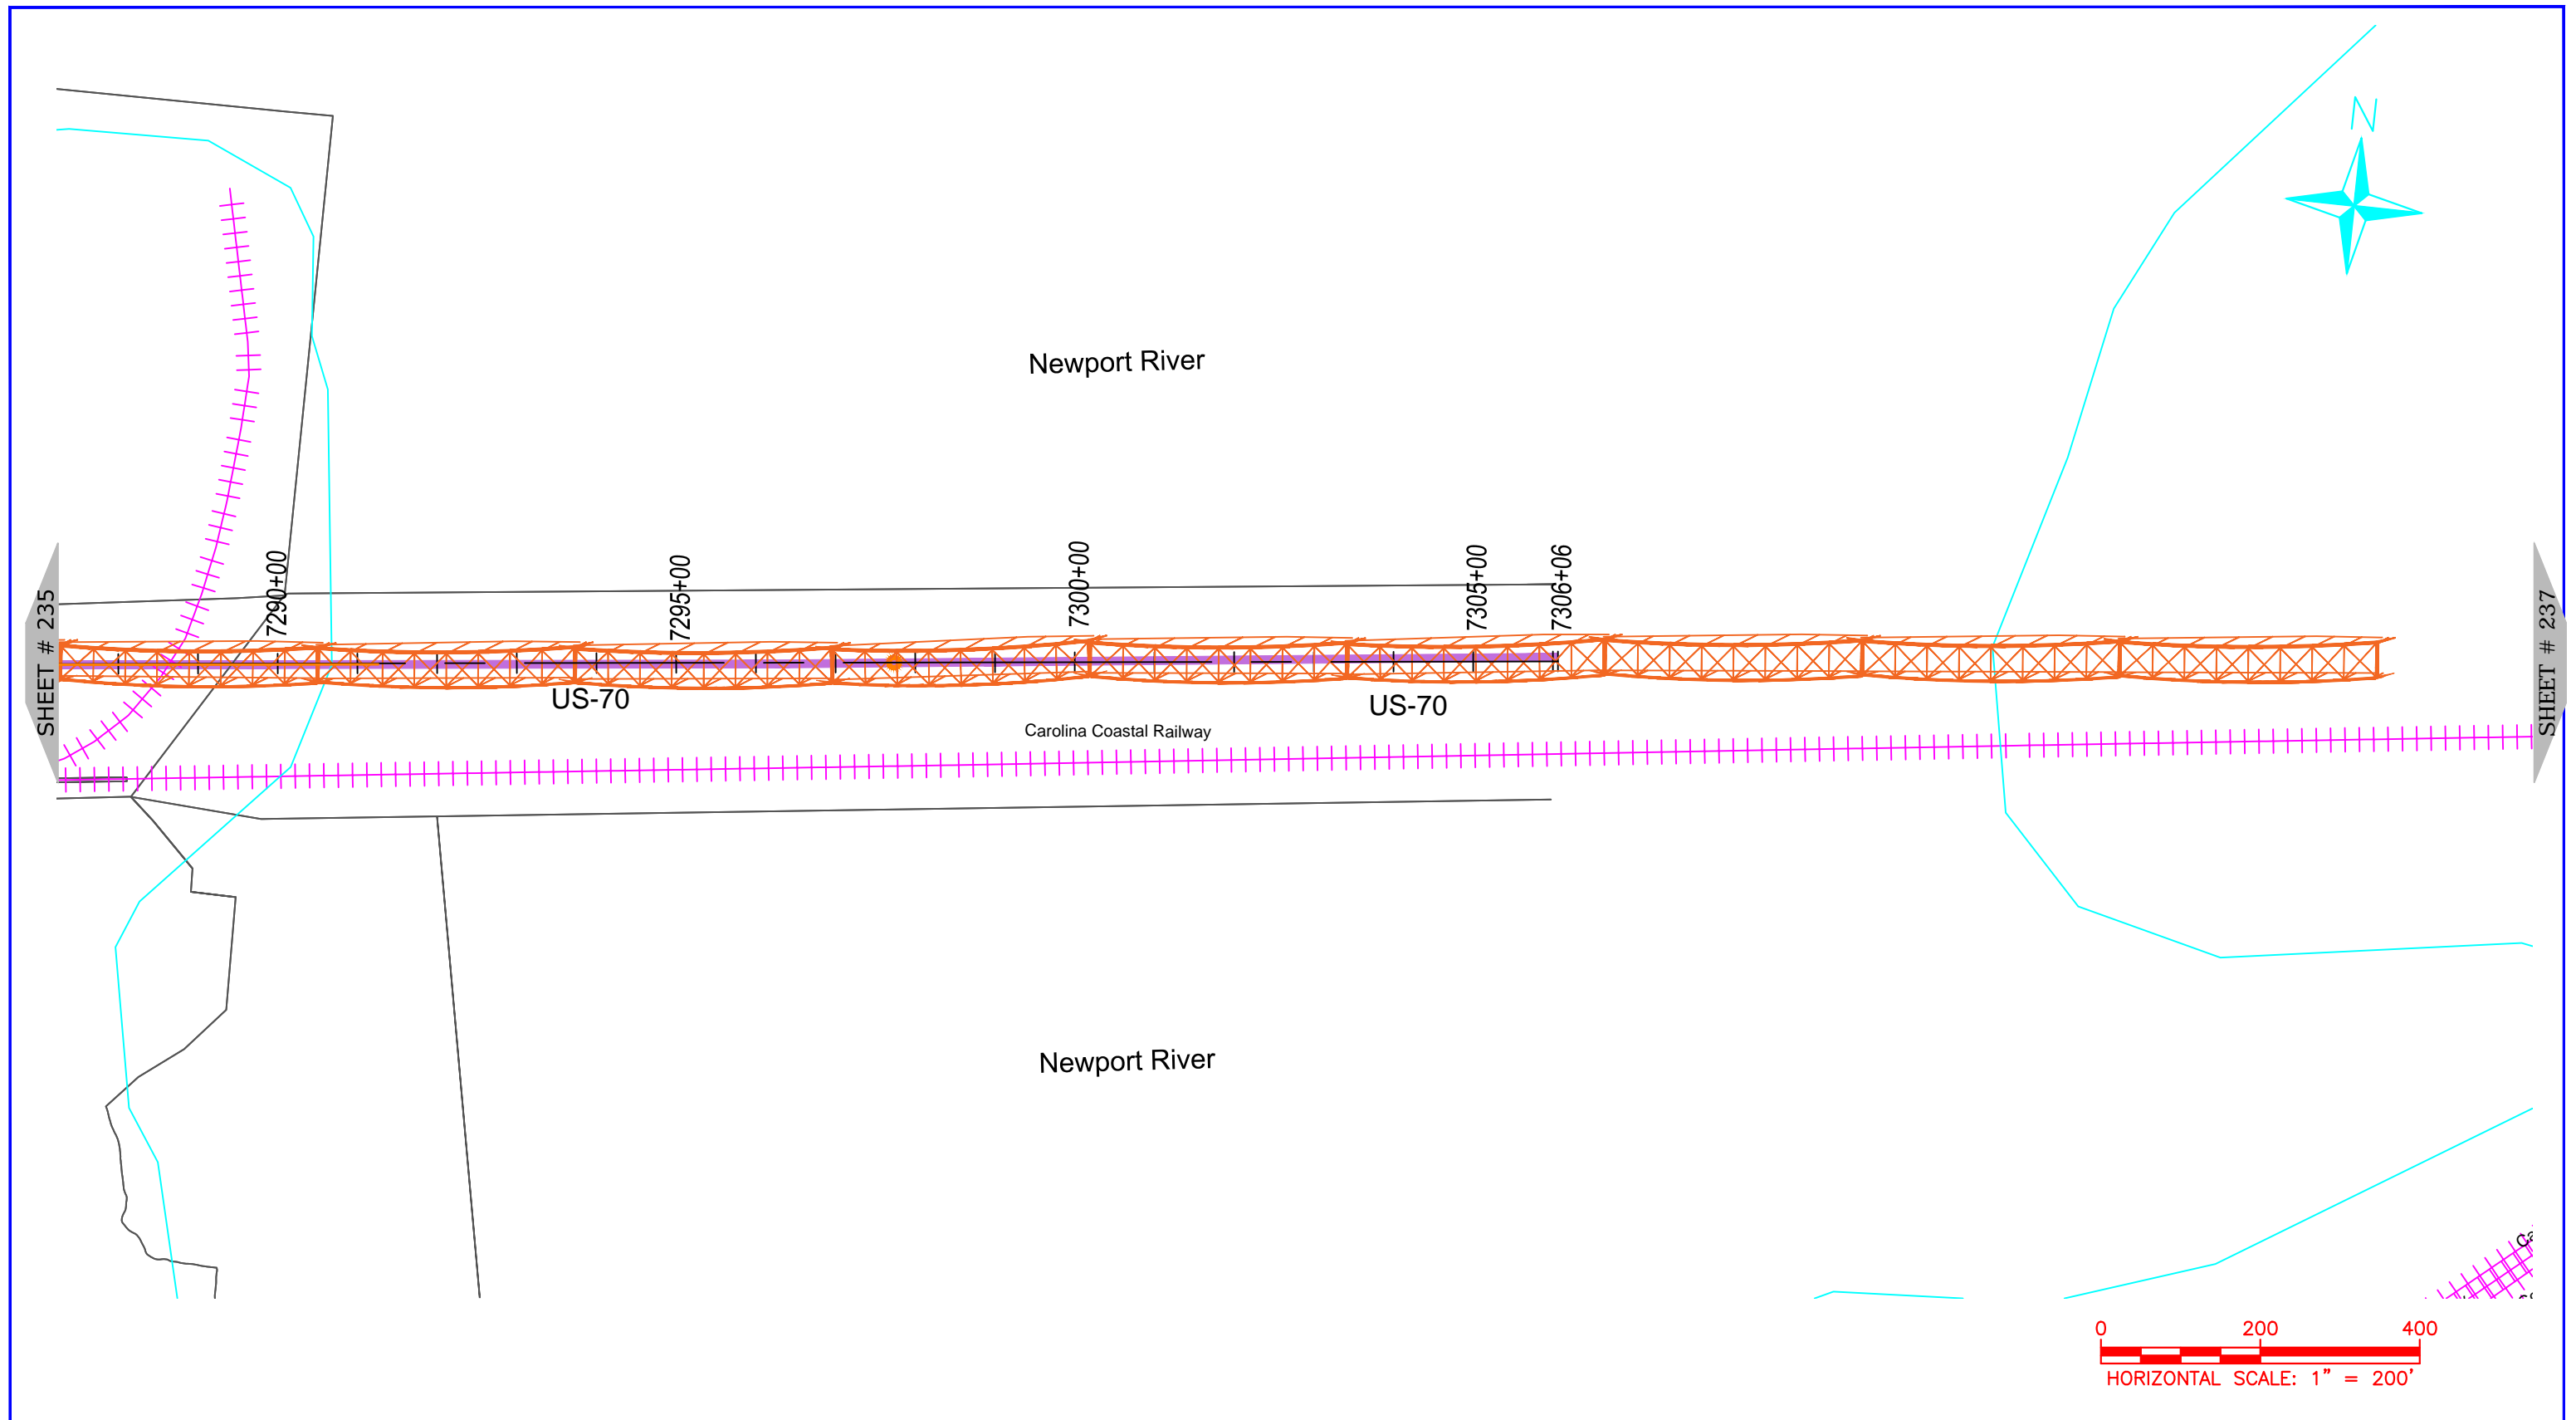 N
Newport River
7290+00
7295+00
7300+00
7305+00
7306+06
SHEET # 235
SHEET # 237
US-70
US-70
Carolina Coastal Railway
Newport River
0 200 400
HORIZONTAL SCALE: 1” = 200’